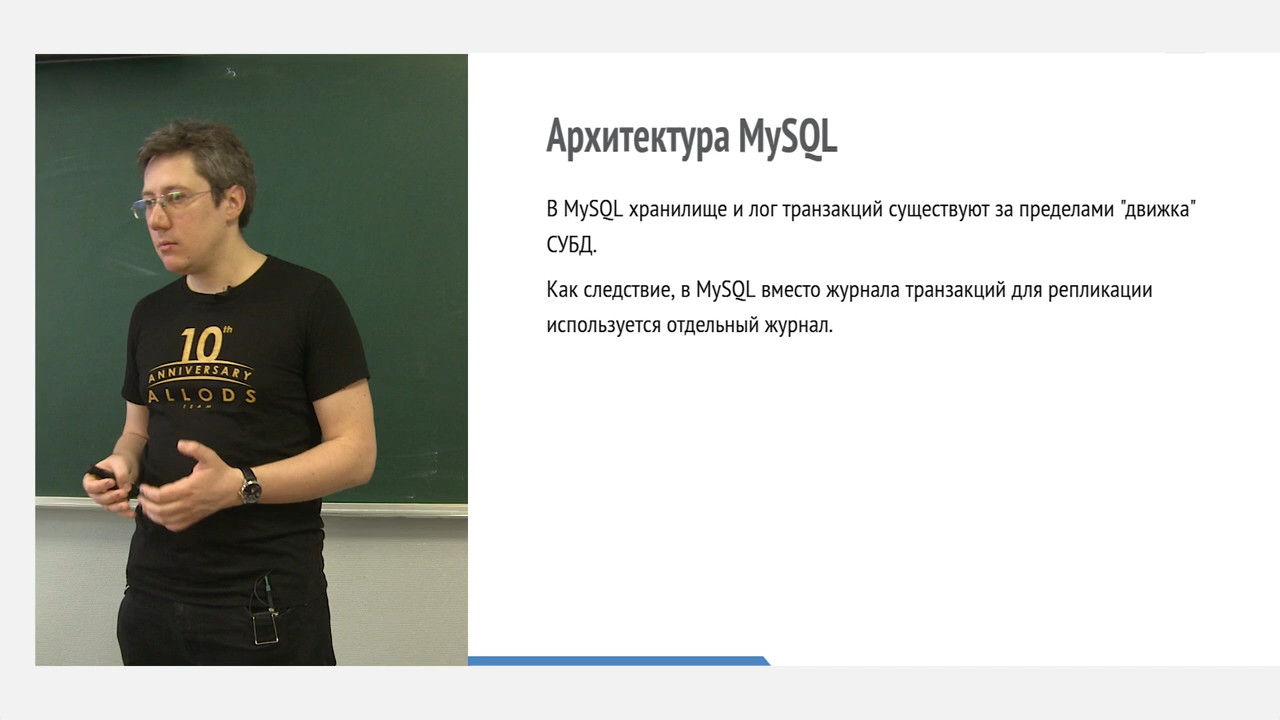 10th
ANNIVERSARY
ALLODS
TEAM
Архитектура MySQL
В MySQL хранилище и лог транзакций существуют за пределами "движка"
СУБД.
Как следствие, в MySQL вместо журнала транзакций для репликации
используется отдельный журнал.